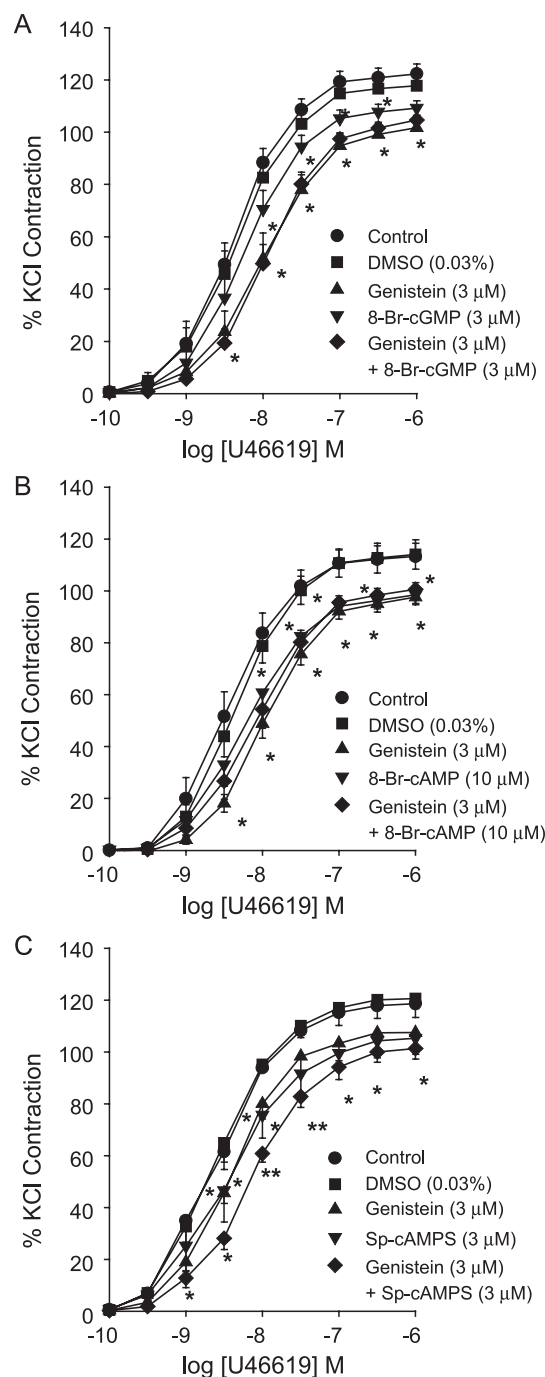 A
140
120
100
80
60
40
20
0
% KCl Contraction
-10 -9 -8 -7 -6
log [U46619] M
Control
DMSO (0.03%)
Genistein (3 μM)
8-Br-cGMP (3 μM)
Genistein (3 μM)
+ 8-Br-cGMP (3 μM)
* * * * * * * * * *
B
140
120
100
80
60
40
20
0
% KCl Contraction
-10 -9 -8 -7 -6
log [U46619] M
Control
DMSO (0.03%)
Genistein (3 μM)
8-Br-cAMP (10 μM)
Genistein (3 μM)
+ 8-Br-cAMP (10 μM)
* * * * * * * * * * *
C
140
120
100
80
60
40
20
0
% KCl Contraction
-10 -9 -8 -7 -6
log [U46619] M
Control
DMSO (0.03%)
Genistein (3 μM)
Sp-cAMPS (3 μM)
Genistein (3 μM)
+ Sp-cAMPS (3 μM)
* * * * * * ** ** * * *